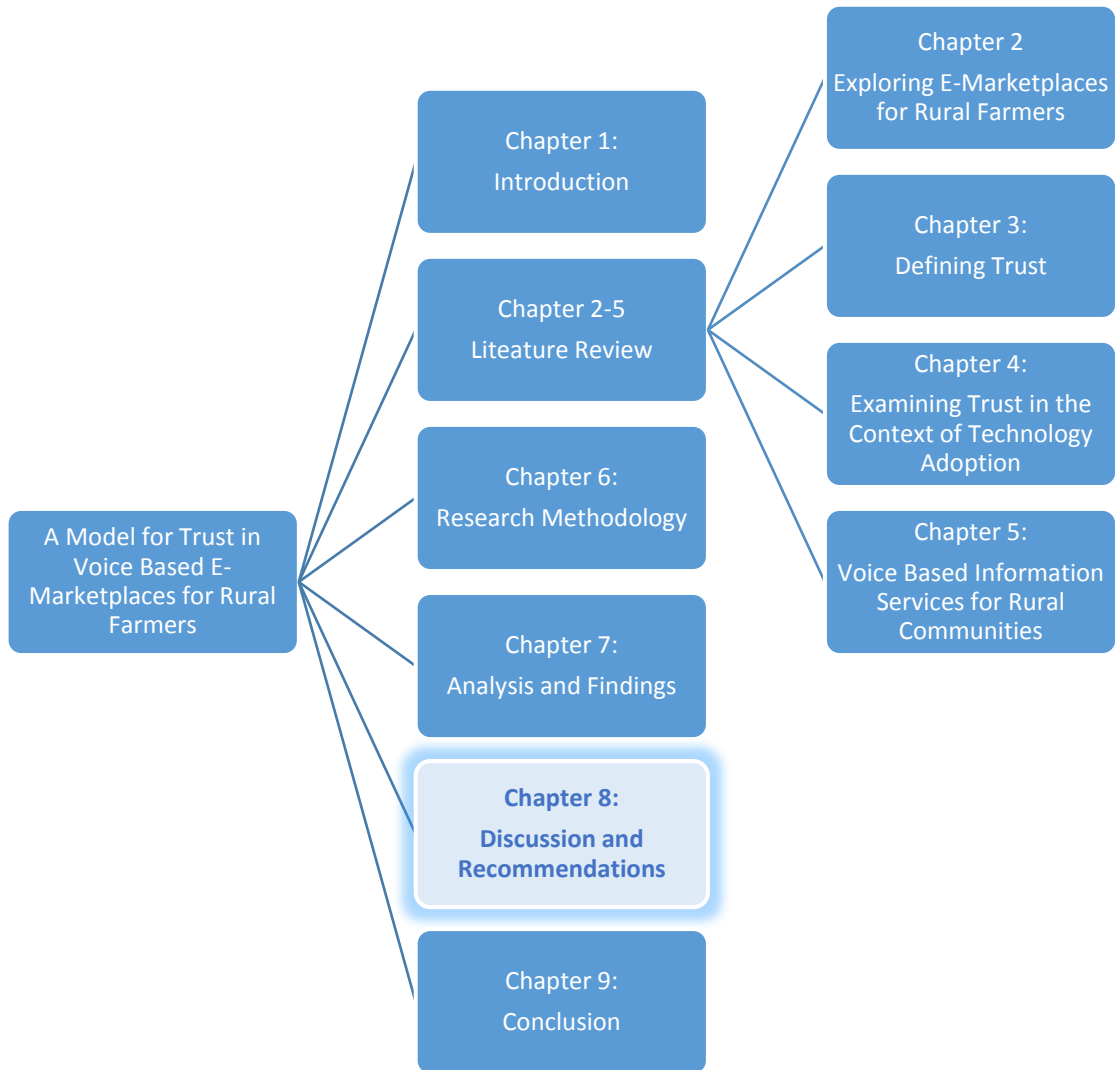 A Model for Trust in
Voice Based E-
Marketplaces for Rural
Farmers
Chapter 1:
Introduction
Chapter 2-5
Liteature Review
Chapter 6:
Research Methodology
Chapter 7:
Analysis and Findings
Chapter 8:
Discussion and
Recommendations
Chapter 9:
Conclusion
Chapter 2
Exploring E-Marketplaces
for Rural Farmers
Chapter 3:
Defining Trust
Chapter 4:
Examining Trust in the
Context of Technology
Adoption
Chapter 5:
Voice Based Information
Services for Rural
Communities